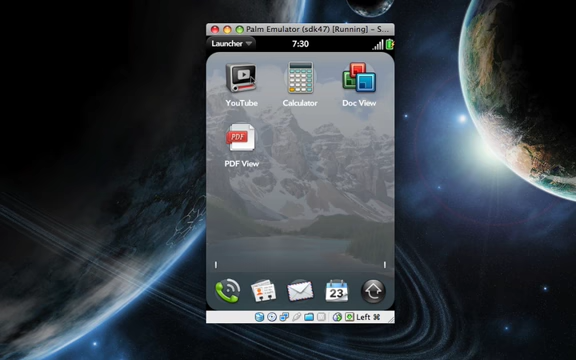 Palm Emulator (sdk47) [Running] – S...
Launcher
7:30
YouTube
Calculator
Doc View
PDF
PDF View
23
Left ⌘